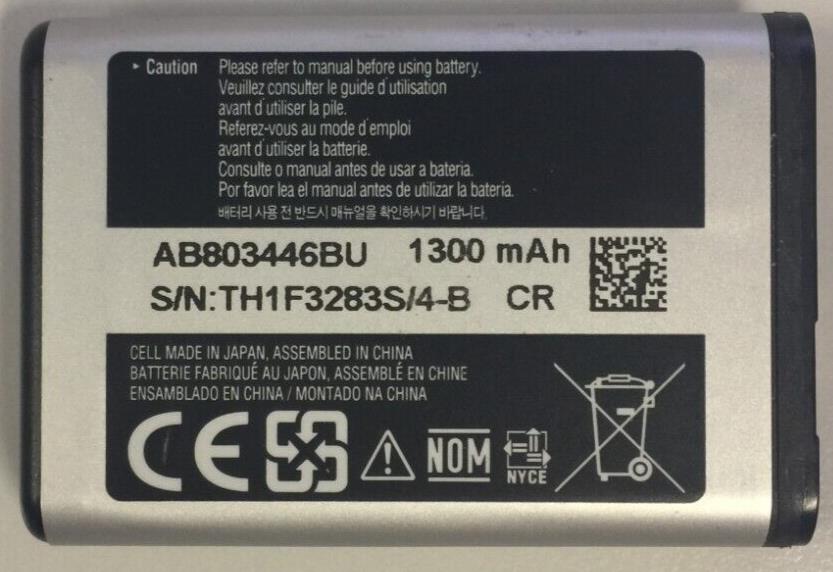 Caution Please refer to manual before using battery.
Veuillez consulter le guide d'utilisation
avant d'utiliser la pile.
Referez-vous au mode d'emploi
avant d'utiliser la batterie.
Consulte o manual antes de usar a bateria.
Por favor lea el manual antes de utilizar la bateria.
배터리 사용 전 반드시 매뉴얼을 확인하시기 바랍니다.
AB803446BU 1300 mAh
S/N:TH1F3283S/4-B CR
CELL MADE IN JAPAN, ASSEMBLED IN CHINA
BATTERIE FABRIQUÉ AU JAPON, ASSEMBLÉ EN CHINE
ENSAMBLADO EN CHINA / MONTADO NA CHINA
CE
NOM
NYCE